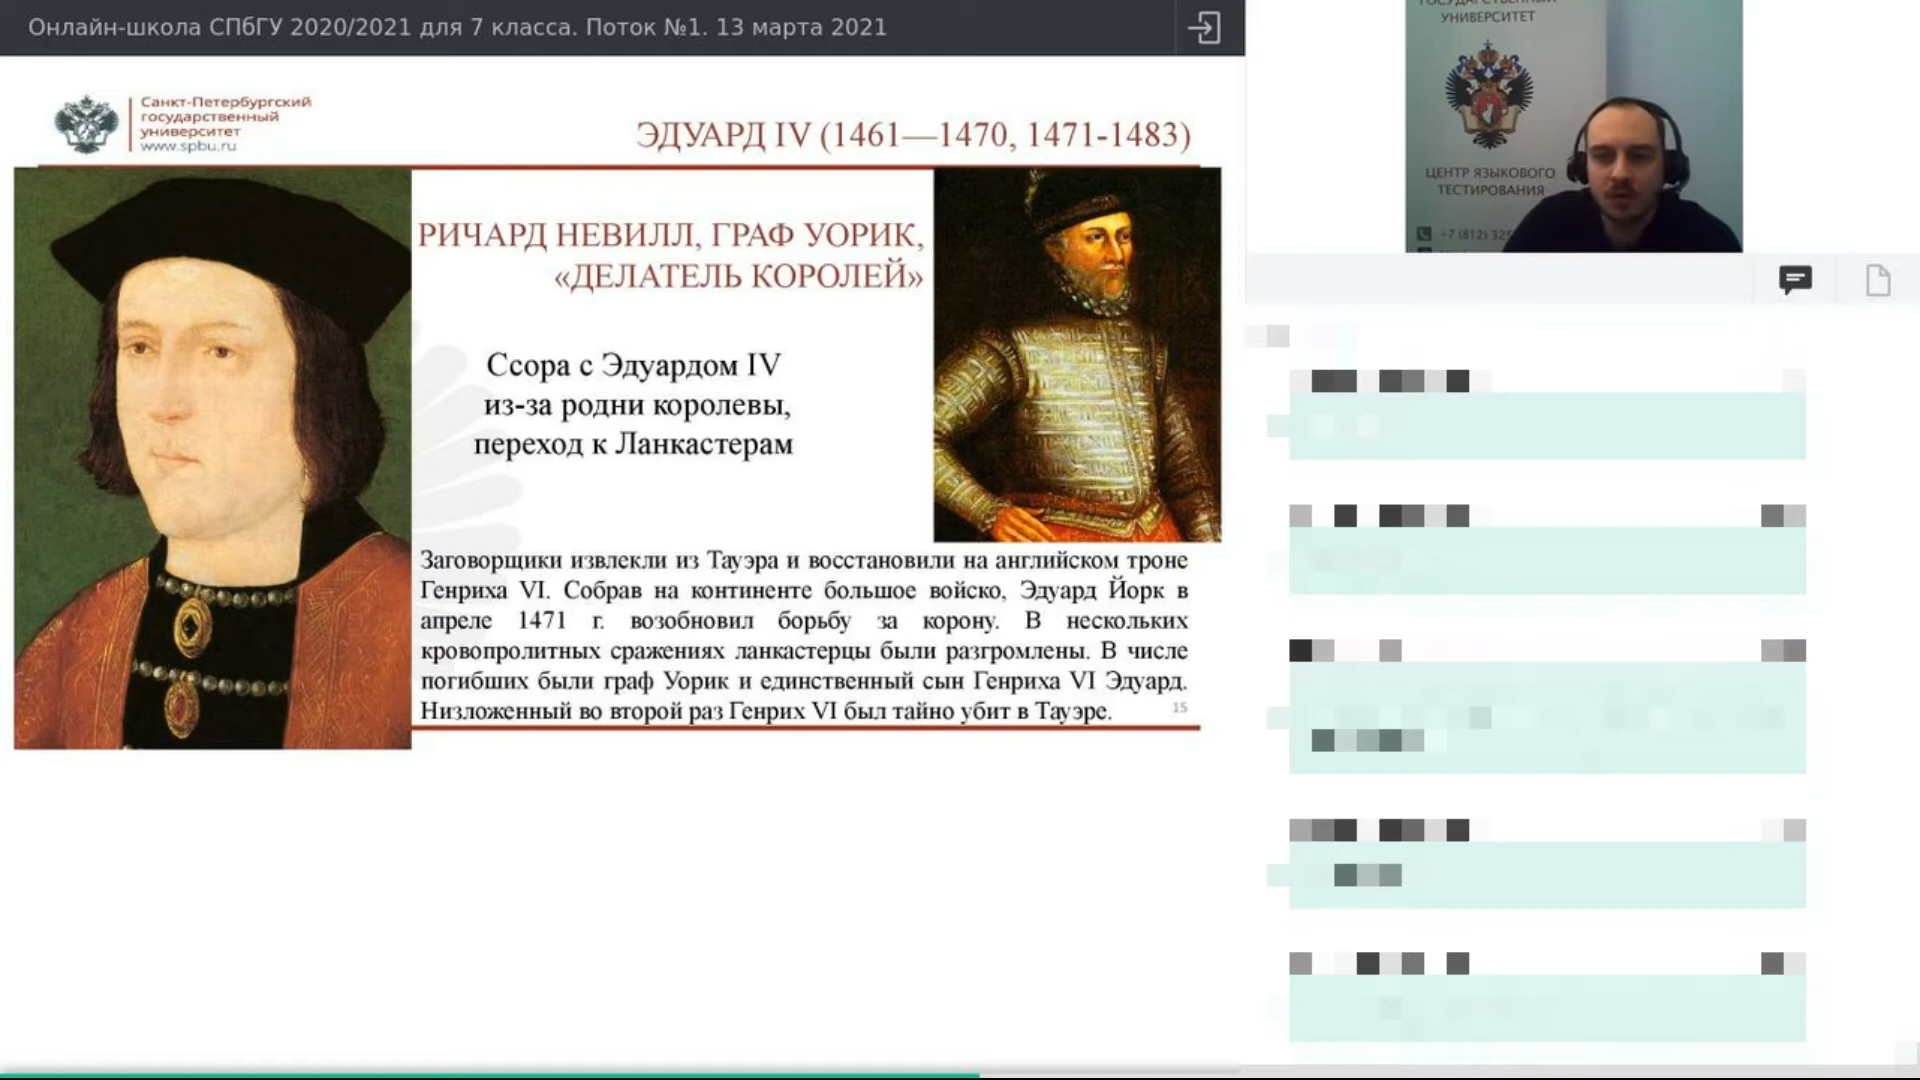 Онлайн-школа СПбГУ 2020/2021 для 7 класса. Поток №1. 13 марта 2021
Санкт-Петербургский
государственный
университет
www.spbu.ru
ЭДУАРД IV (1461—1470, 1471-1483)
РИЧАРД НЕВИЛЛ, ГРАФ УОРИК,
«ДЕЛАТЕЛЬ КОРОЛЕЙ»
Ссора с Эдуардом IV
из-за родни королевы,
переход к Ланкастерам
Заговорщики извлекли из Тауэра и восстановили на английском троне
Генриха VI. Собрав на континенте большое войско, Эдуард Йорк в
апреле 1471 г. возобновил борьбу за корону. В нескольких
кровопролитных сражениях ланкастерцы были разгромлены. В числе
погибших были граф Уорик и единственный сын Генриха VI Эдуард.
Низложенный во второй раз Генрих VI был тайно убит в Тауэре.
15
ГОСУДАРСТВЕННЫЙ
УНИВЕРСИТЕТ
ЦЕНТР ЯЗЫКОВОГО
ТЕСТИРОВАНИЯ
+7 (812)